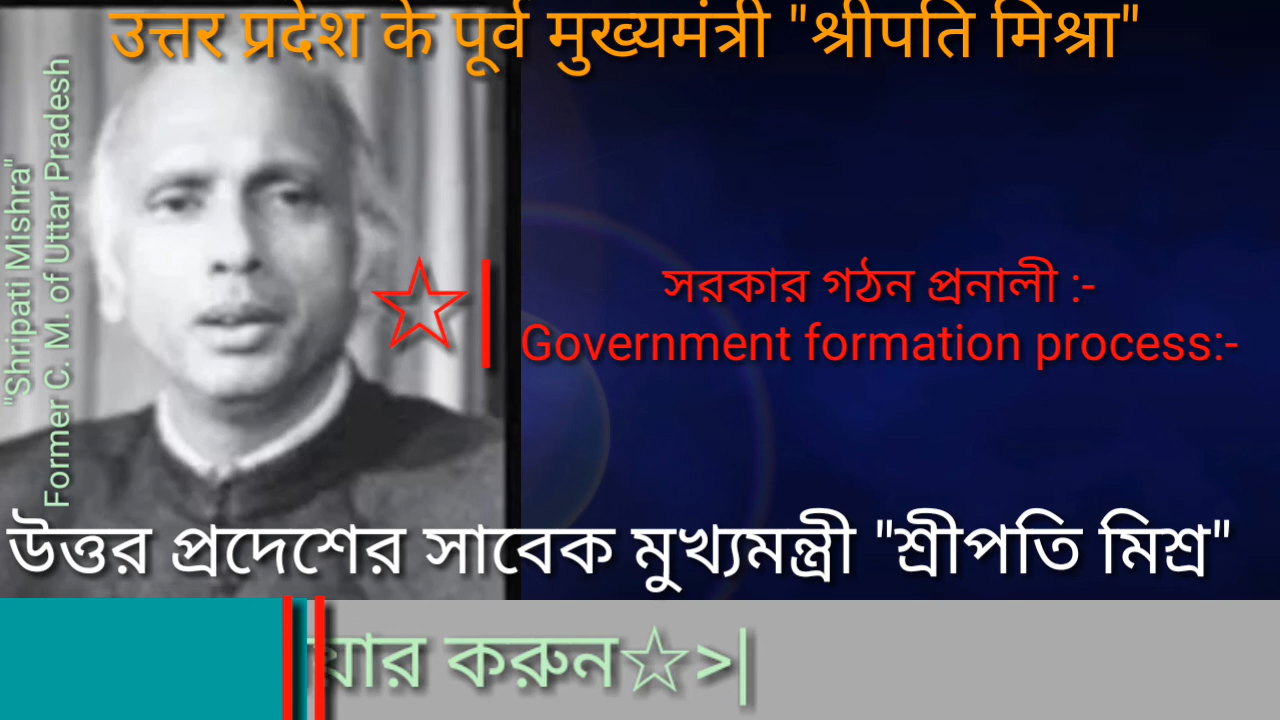 उत्तर प्रदेश के पूर्व मुख्यमंत्री "श्रीपति मिश्रा"
"Shripati Mishra"
Former C. M. of Uttar Pradesh
☆|
সরকার গঠন প্রনালী :-
Government formation process:-
উত্তর প্রদেশের সাবেক মুখ্যমন্ত্রী "শ্রীপতি মিশ্র"
করুন☆>|